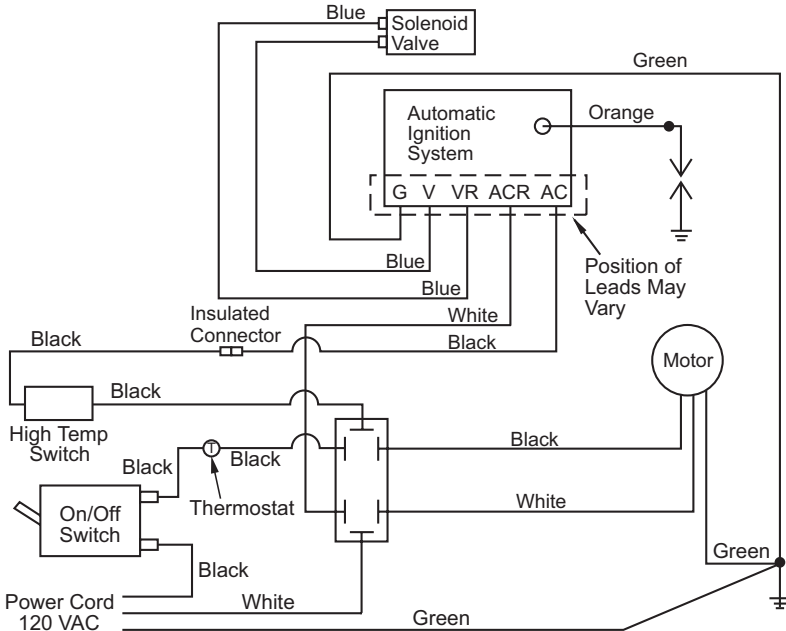 Blue
Solenoid
Valve
Green
Automatic
Ignition
System
Orange
G V VR ACR AC
Blue
Blue
Position of
Leads May
Vary
White
Insulated
Connector
Black
Black
Motor
Black
High Temp
Switch
Black
Black
Black
T
Thermostat
White
On/Off
Switch
Black
Green
Power Cord
120 VAC
White
Green